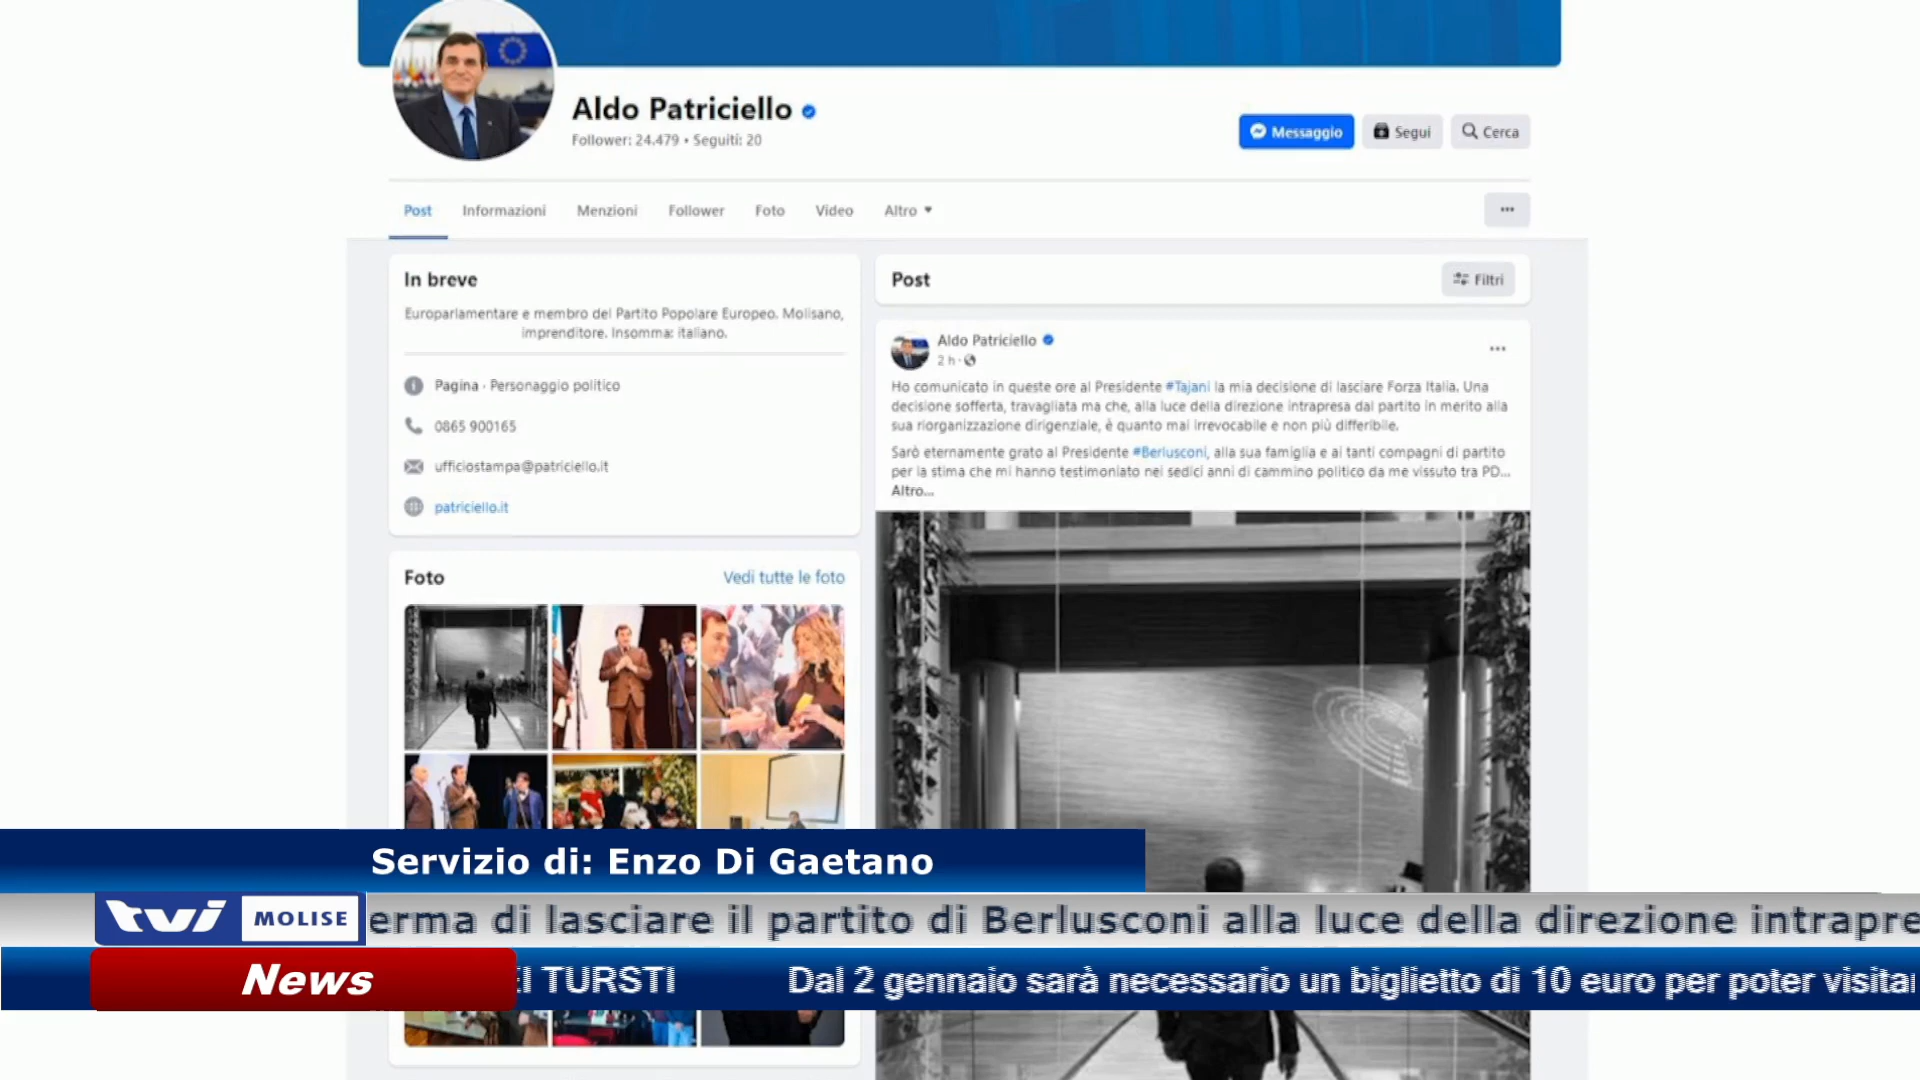 Aldo Patriciello
Follower: 24.479 • Seguiti: 20
Messaggio
Segui
Cerca
Post
Informazioni
Menzioni
Follower
Foto
Video
Altro
In breve
Europarlamentare e membro del Partito Popolare Europeo. Molisano,
imprenditore. Insomma: italiano.
Pagina · Personaggio politico
0865 900165
ufficiostampa@patriciello.it
patriciello.it
Foto
Vedi tutte le foto
Post
Filtri
Aldo Patriciello
2 h ·
Ho comunicato in queste ore al Presidente #Tajani la mia decisione di lasciare Forza Italia. Una
decisione sofferta, travagliata ma che, alla luce della direzione intrapresa dal partito in merito alla
sua riorganizzazione dirigenziale, è quanto mai irrevocabile e non più differibile.
Sarò eternamente grato al Presidente #Berlusconi, alla sua famiglia e ai tanti compagni di partito
per la stima che mi hanno testimoniato nei sedici anni di cammino politico da me vissuto tra PD...
Altro...
Servizio di: Enzo Di Gaetano
tvi MOLISE
erma di lasciare il partito di Berlusconi alla luce della direzione intrapre
News
EI TURSTI Dal 2 gennaio sarà necessario un biglietto di 10 euro per poter visitar